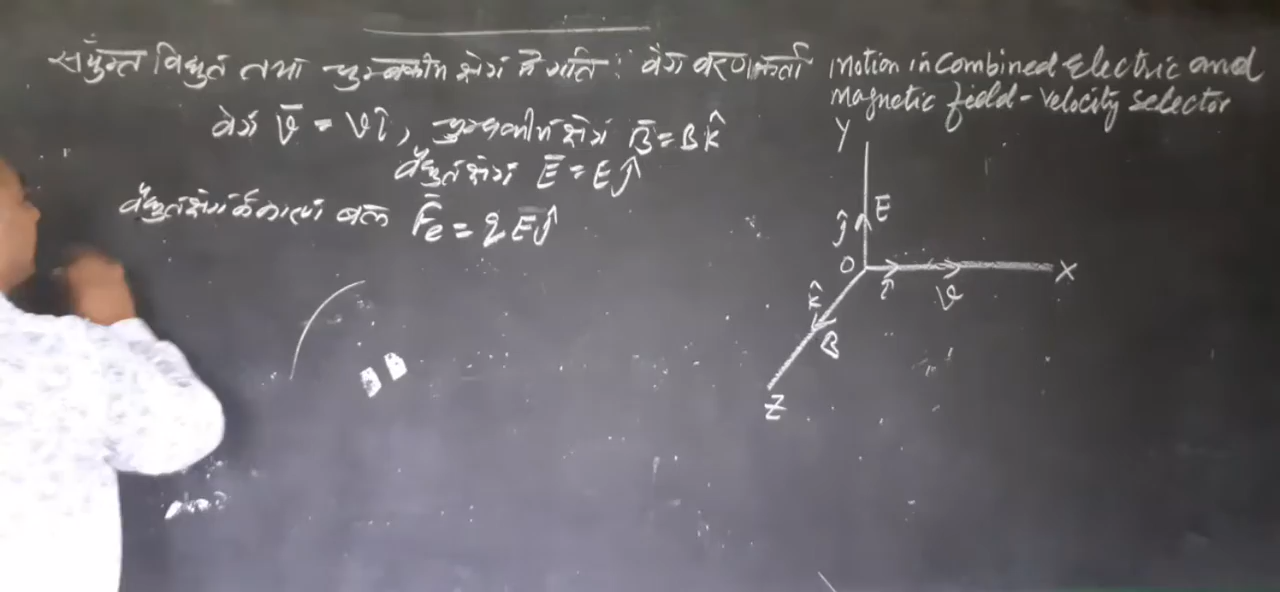 संयुक्त विद्युत तथा चुम्बकीय क्षेत्र में गति : वेग वरणकर्ता Motion in Combined Electric and
Magnetic field - Velocity Selector
वेग v̄ = vî, चुम्बकीय क्षेत्र B̄ = Bk̂
वैद्युत क्षेत्र Ē = Eĵ
वैद्युत क्षेत्र के कारण बल F̄e = qEĵ
Y
ĵ E
O î v X
k̂
B
Z